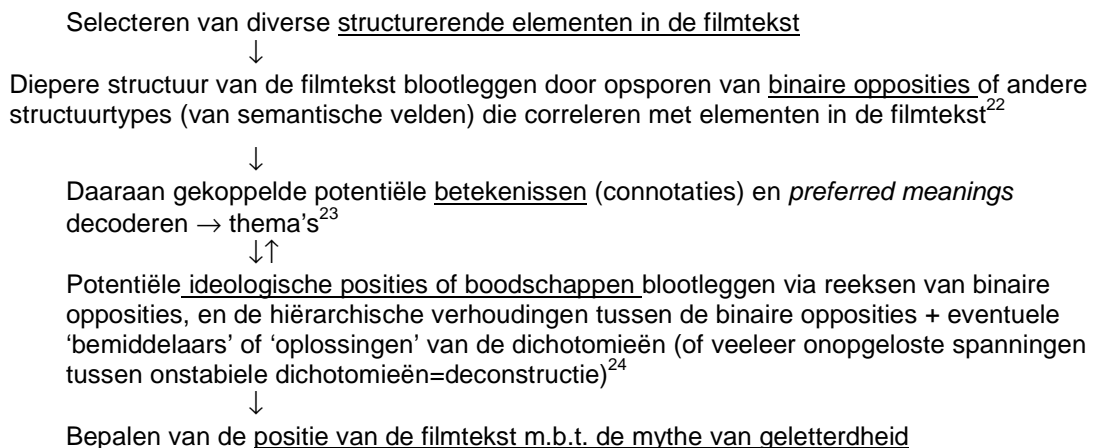 Selecteren van diverse structurerende elementen in de filmtekst
↓
Diepere structuur van de filmtekst blootleggen door opsporen van binaire opposities of andere
structuurtypes (van semantische velden) die correleren met elementen in de filmtekst22
↓
Daaraan gekoppelde potentiële betekenissen (connotaties) en preferred meanings
decoderen → thema's23
↓↑
Potentiële ideologische posities of boodschappen blootleggen via reeksen van binaire
opposities, en de hiërarchische verhoudingen tussen de binaire opposities + eventuele
‘bemiddelaars’ of ‘oplossingen’ van de dichotomieën (of veeleer onopgeloste spanningen
tussen onstabiele dichotomieën=deconstructie)24
↓
Bepalen van de positie van de filmtekst m.b.t. de mythe van geletterdheid